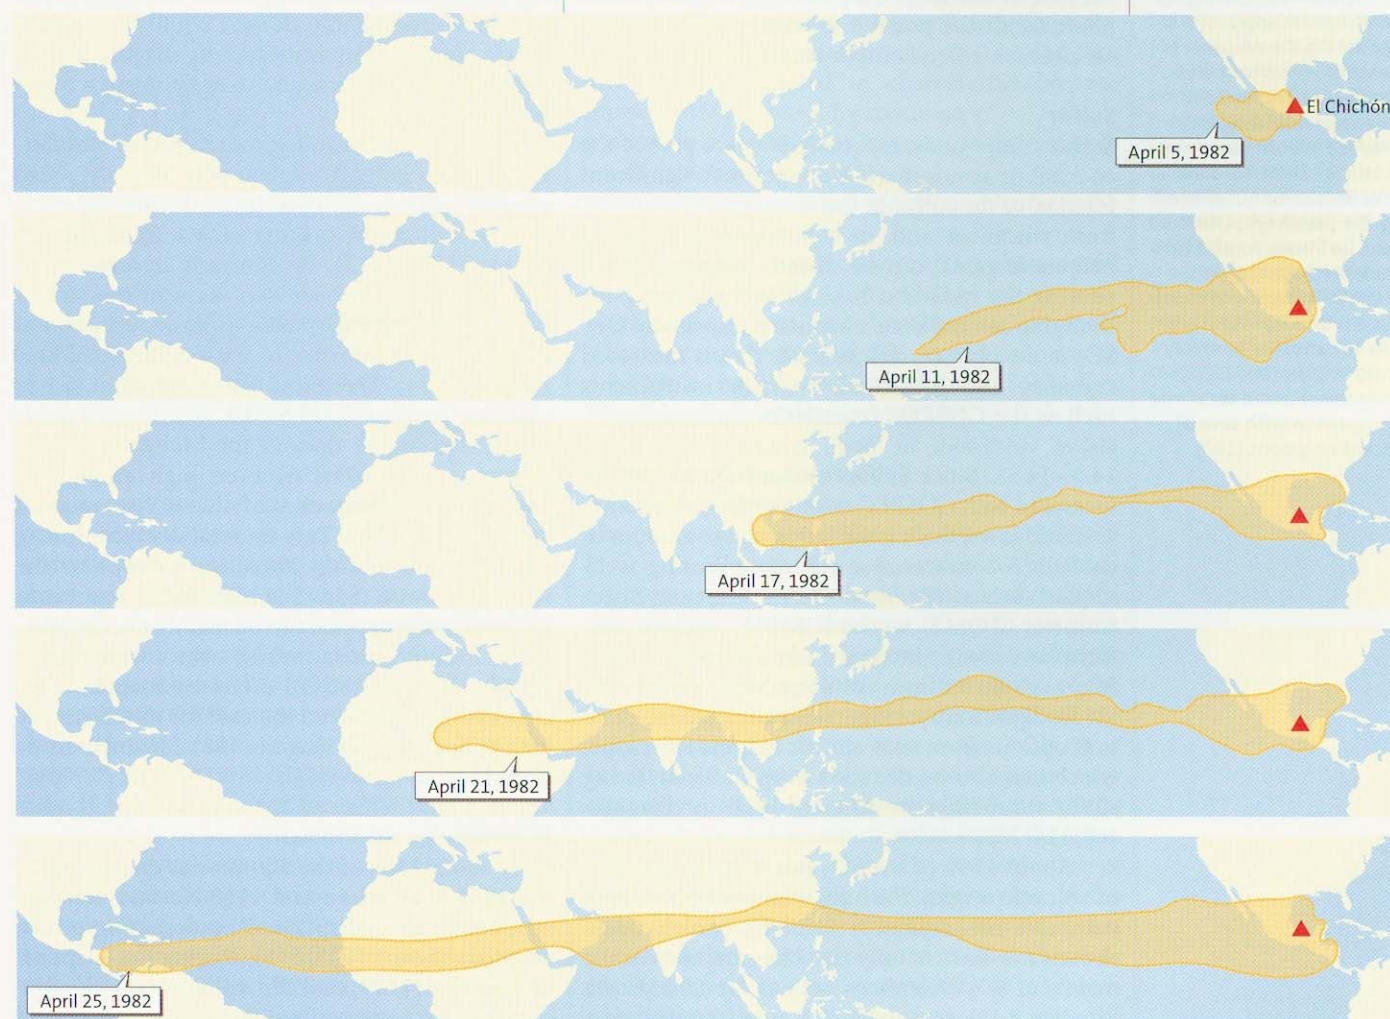 El Chichón
April 5, 1982
April 11, 1982
April 17, 1982
April 21, 1982
April 25, 1982